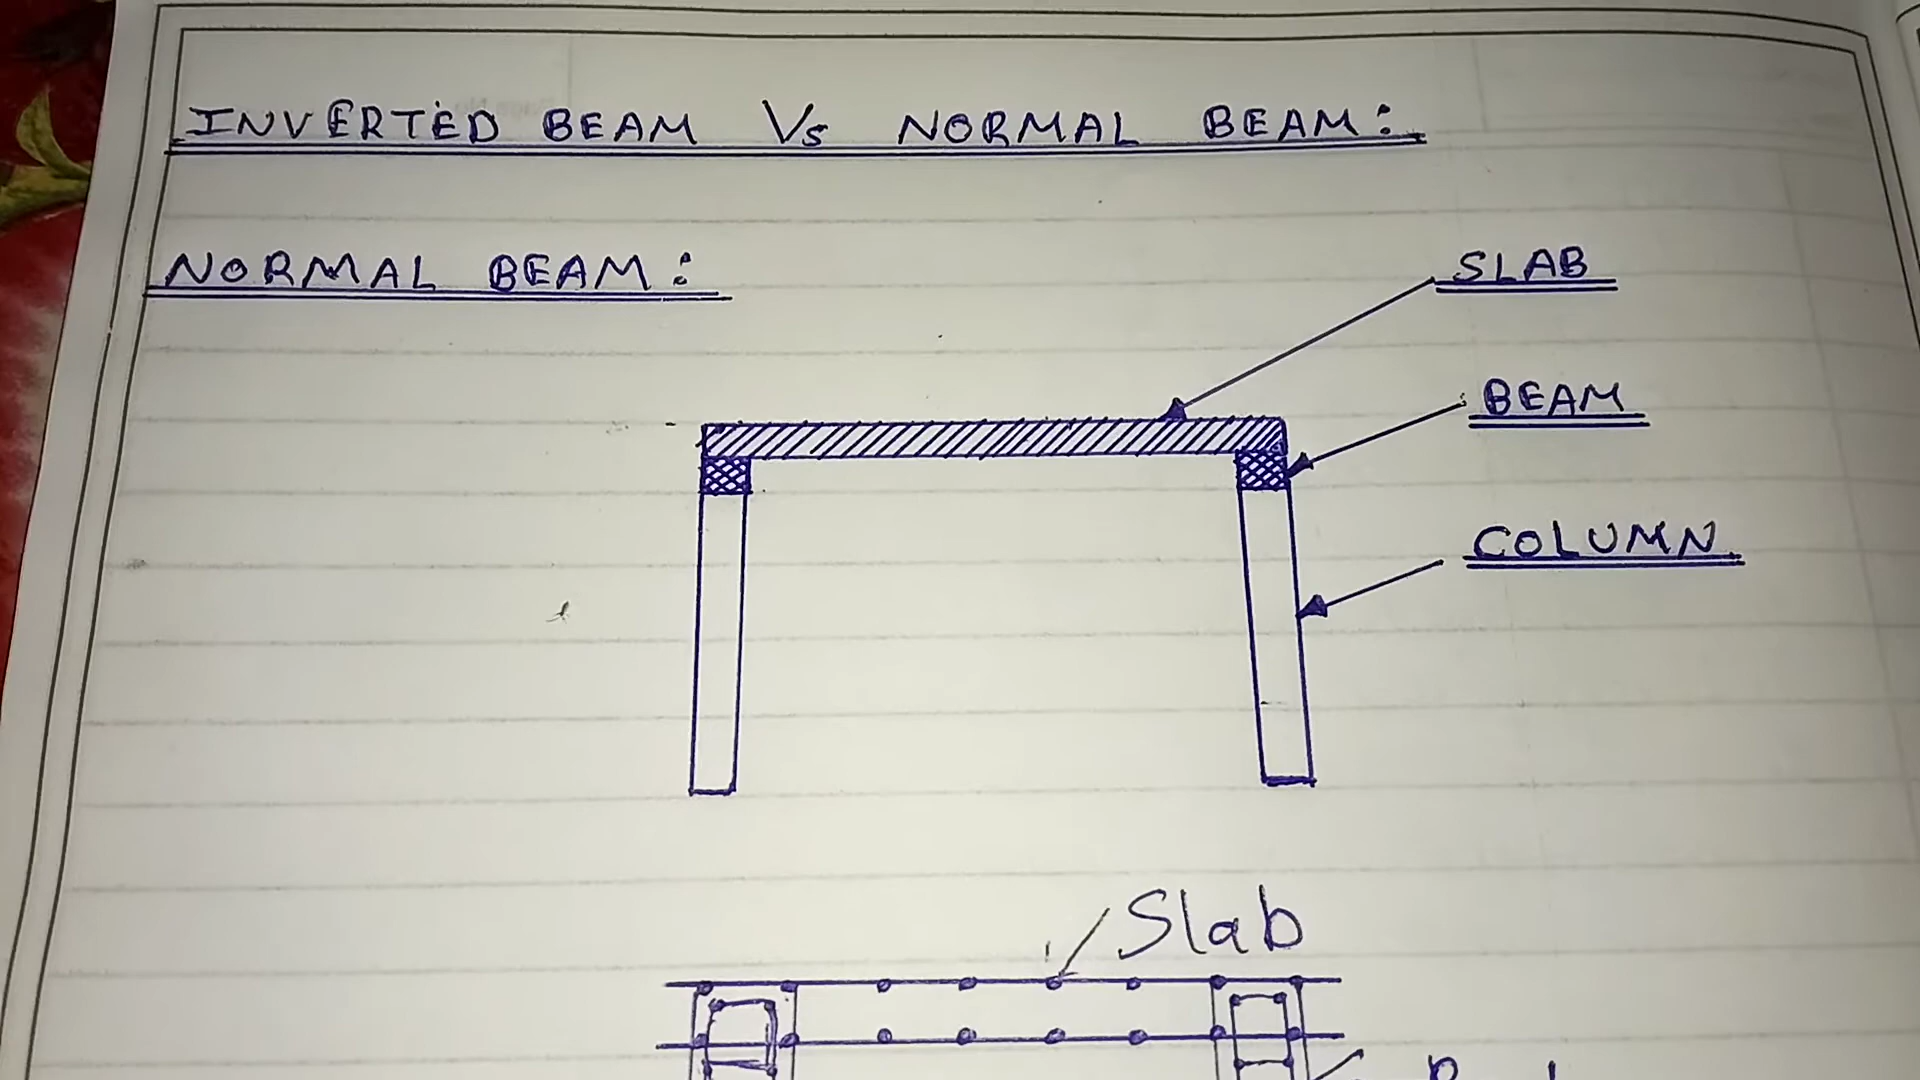 INVERTED BEAM Vs NORMAL BEAM:
NORMAL BEAM:
SLAB
BEAM
COLUMN
Slab